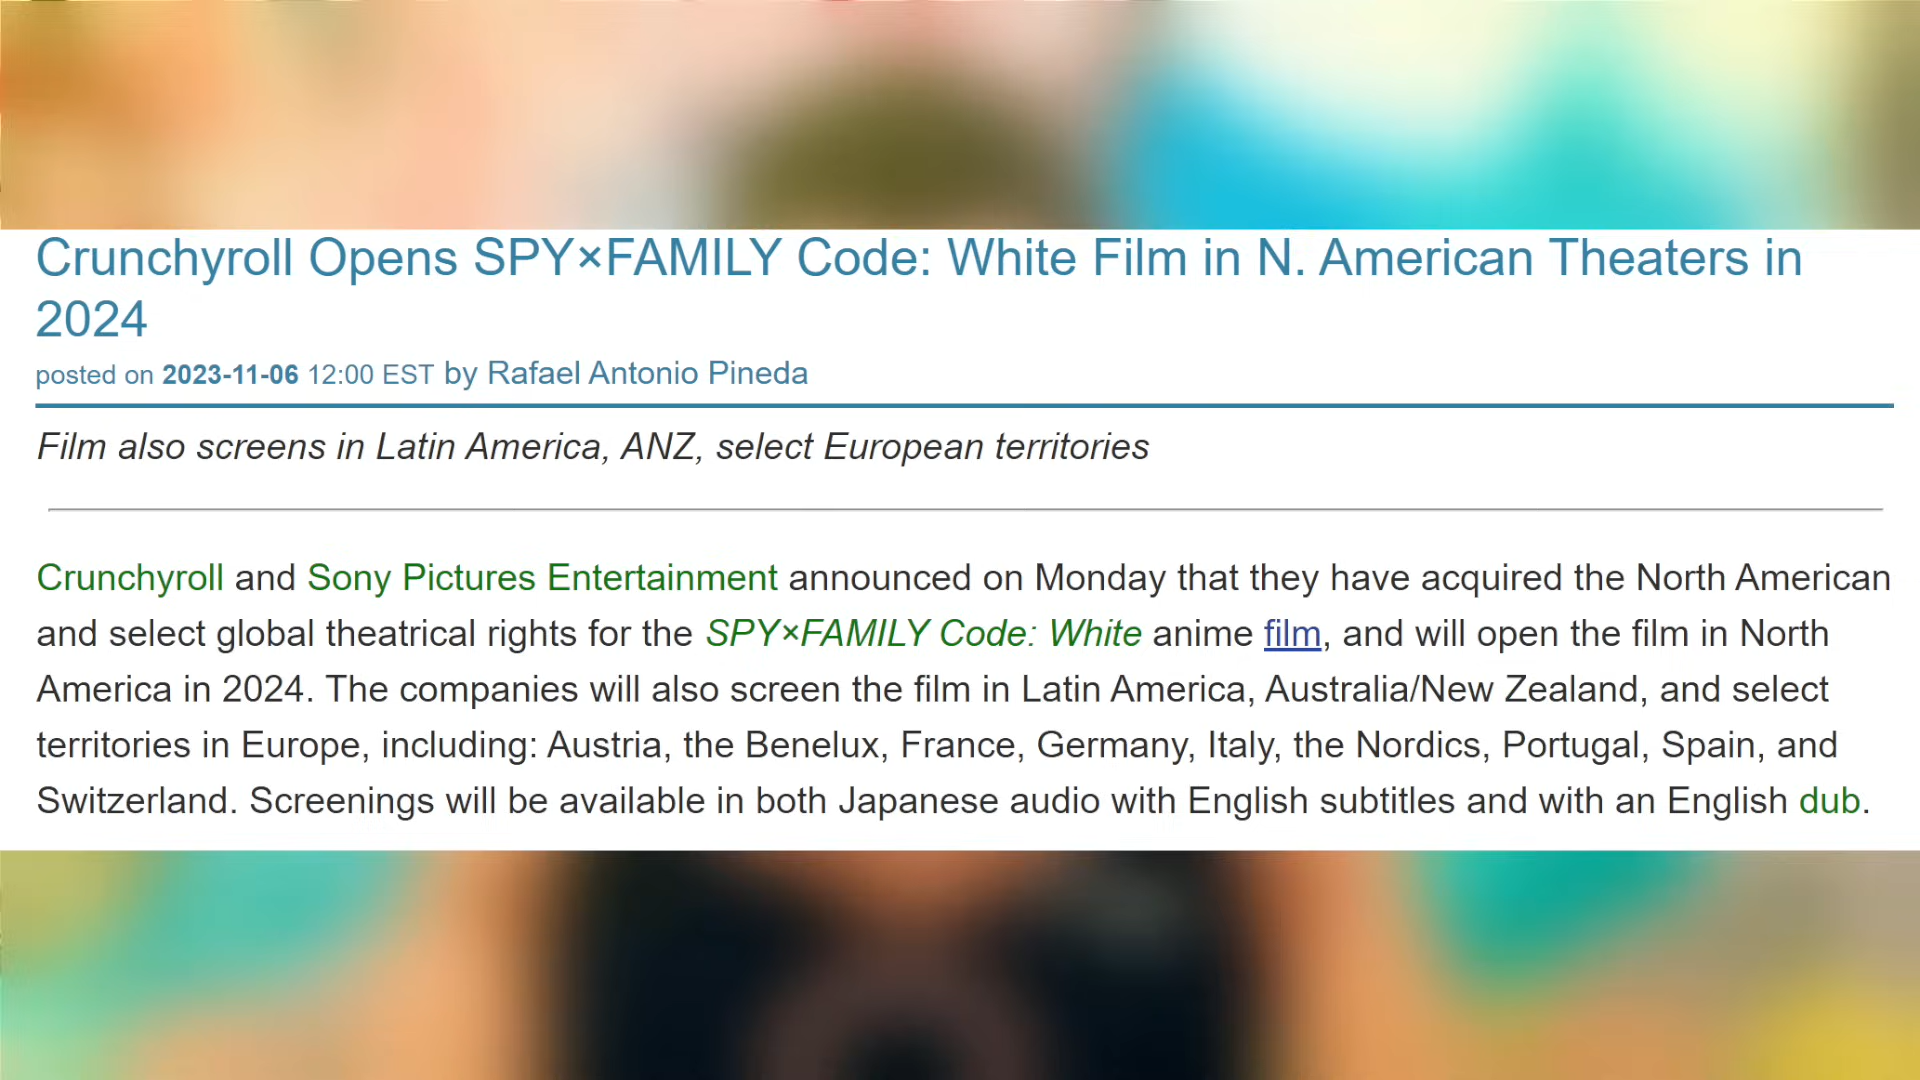 Crunchyroll Opens SPY×FAMILY Code: White Film in N. American Theaters in
2024
posted on 2023-11-06 12:00 EST by Rafael Antonio Pineda
Film also screens in Latin America, ANZ, select European territories
Crunchyroll and Sony Pictures Entertainment announced on Monday that they have acquired the North American
and select global theatrical rights for the SPY×FAMILY Code: White anime film, and will open the film in North
America in 2024. The companies will also screen the film in Latin America, Australia/New Zealand, and select
territories in Europe, including: Austria, the Benelux, France, Germany, Italy, the Nordics, Portugal, Spain, and
Switzerland. Screenings will be available in both Japanese audio with English subtitles and with an English dub.